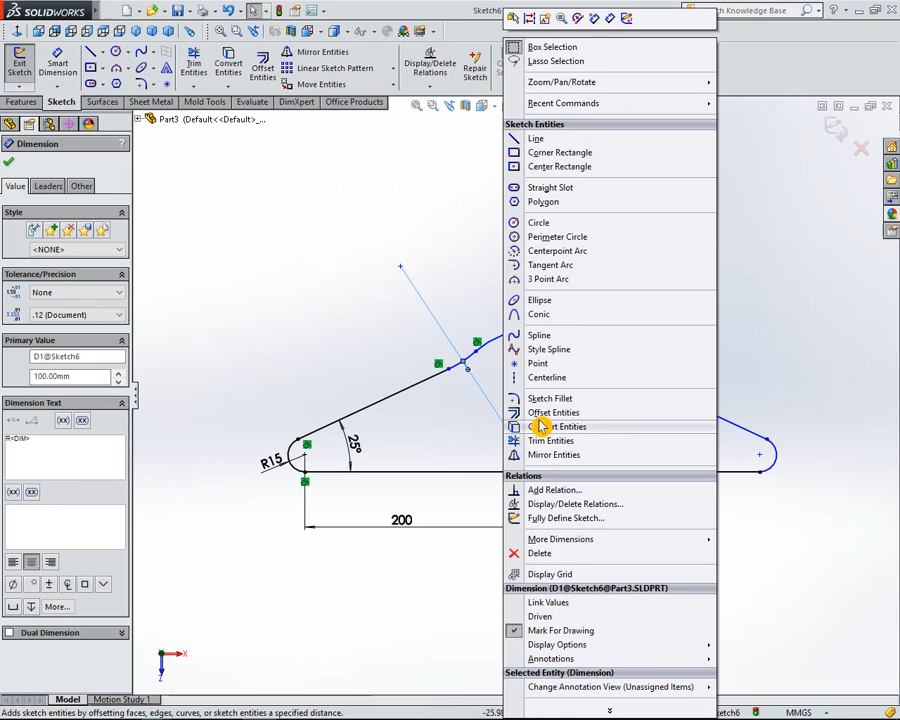 SOLIDWORKS
Sketch6
Knowledge Base
Exit
Sketch
Smart
Dimension
Trim
Entities
Convert
Entities
Offset
Entities
Mirror Entities
Linear Sketch Pattern
Move Entities
Display/Delete
Relations
Repair
Sketch
Features
Sketch
Surfaces
Sheet Metal
Mold Tools
Evaluate
DimXpert
Office Products
Part3 (Default<<Default>_...
Dimension
Value
Leaders
Other
Style
<NONE>
Tolerance/Precision
None
.12 (Document)
Primary Value
D1@Sketch6
100.00mm
Dimension Text
R<DIM>
More...
Dual Dimension
R15
25°
200
Box Selection
Lasso Selection
Zoom/Pan/Rotate
Recent Commands
Sketch Entities
Line
Corner Rectangle
Center Rectangle
Straight Slot
Polygon
Circle
Perimeter Circle
Centerpoint Arc
Tangent Arc
3 Point Arc
Ellipse
Conic
Spline
Style Spline
Point
Centerline
Sketch Fillet
Offset Entities
Convert Entities
Trim Entities
Mirror Entities
Relations
Add Relation...
Display/Delete Relations...
Fully Define Sketch...
More Dimensions
Delete
Display Grid
Dimension (D1@Sketch6@Part3.SLDPRT)
Link Values
Driven
Mark For Drawing
Display Options
Annotations
Selected Entity (Dimension)
Change Annotation View (Unassigned Items)
X
Z
Model
Motion Study 1
Adds sketch entities by offsetting faces, edges, curves, or sketch entities a specified distance.
-25.98
MMGS